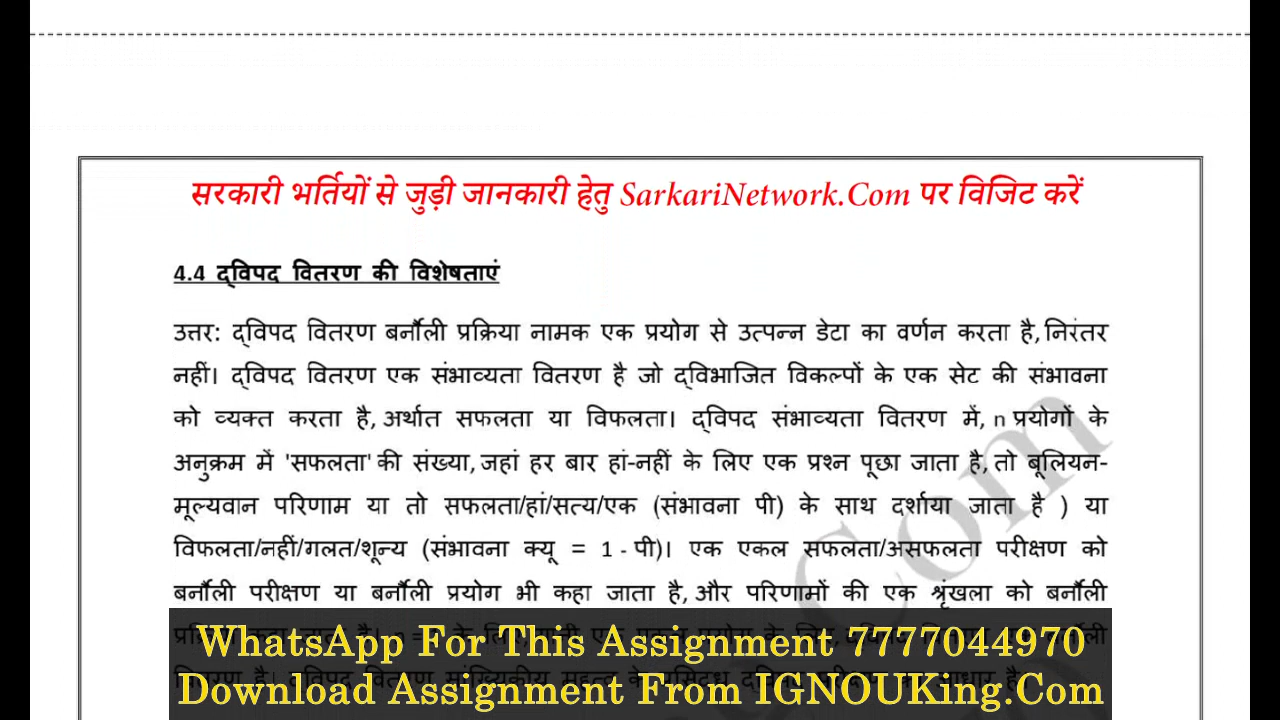 सरकारी भर्तियों से जुड़ी जानकारी हेतु SarkariNetwork.Com पर विजिट करें
4.4 द्विपद वितरण की विशेषताएं
उत्तर: द्विपद वितरण बर्नौली प्रक्रिया नामक एक प्रयोग से उत्पन्न डेटा का वर्णन करता है, निरंतर
नहीं। द्विपद वितरण एक संभाव्यता वितरण है जो द्विभाजित विकल्पों के एक सेट की संभावना
को व्यक्त करता है, अर्थात सफलता या विफलता। द्विपद संभाव्यता वितरण में, n प्रयोगों के
अनुक्रम में 'सफलता' की संख्या, जहां हर बार हां-नहीं के लिए एक प्रश्न पूछा जाता है, तो बूलियन-
मूल्यवान परिणाम या तो सफलता/हां/सत्य/एक (संभावना पी) के साथ दर्शाया जाता है ) या
विफलता/नहीं/गलत/शून्य (संभावना क्यू = 1 - पी)। एक एकल सफलता/असफलता परीक्षण को
बर्नौली परीक्षण या बर्नौली प्रयोग भी कहा जाता है, और परिणामों की एक श्रृंखला को बर्नौली
WhatsApp For This Assignment 7777044970
Download Assignment From IGNOUKing.Com